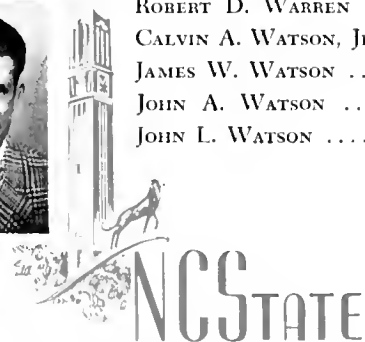 ROBERT D. WARREN
CALVIN A. WATSON, JR
JAMES W. WATSON ..
JOHN A. WATSON ..
JOHN L. WATSON ....
NCSTATE